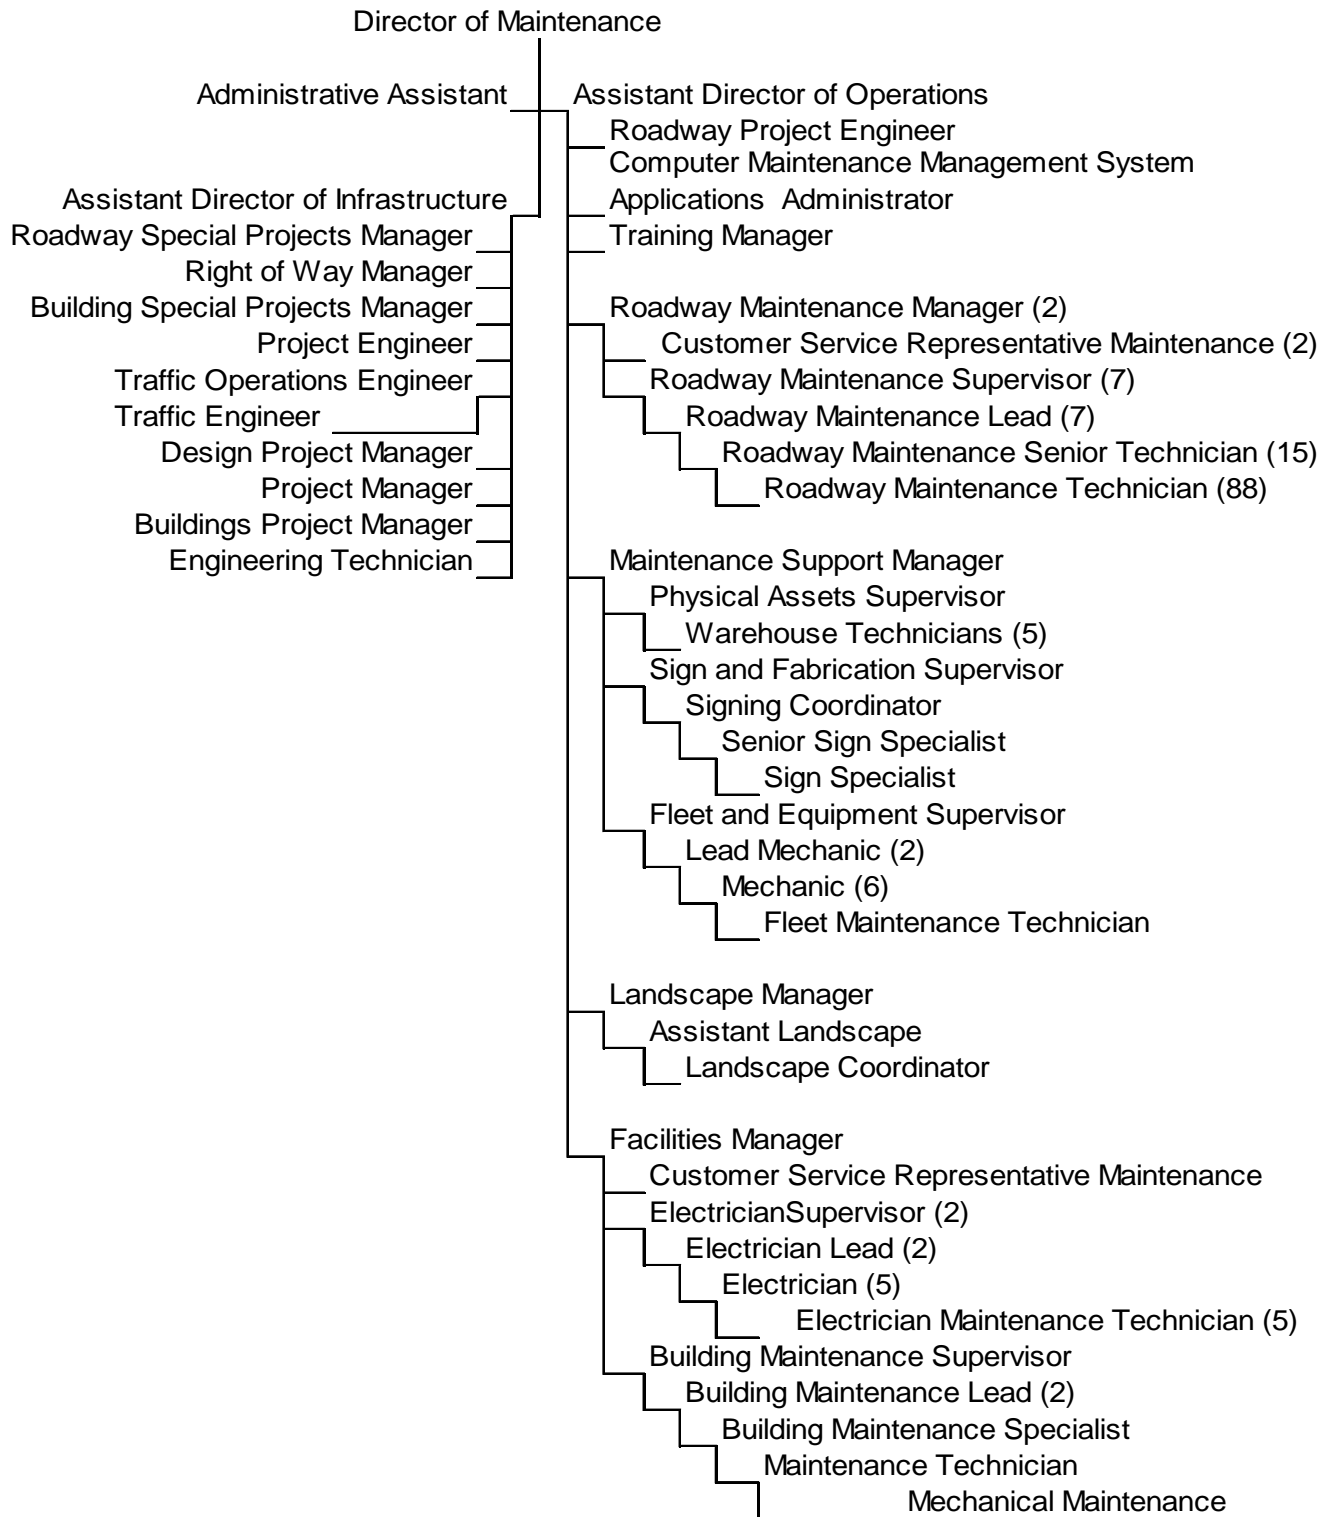 Director of Maintenance
Administrative Assistant
Assistant Director of Operations
Roadway Project Engineer
Computer Maintenance Management System
Assistant Director of Infrastructure
Applications Administrator
Roadway Special Projects Manager
Training Manager
Right of Way Manager
Building Special Projects Manager
Roadway Maintenance Manager (2)
Project Engineer
Customer Service Representative Maintenance (2)
Traffic Operations Engineer
Roadway Maintenance Supervisor (7)
Traffic Engineer
Roadway Maintenance Lead (7)
Design Project Manager
Roadway Maintenance Senior Technician (15)
Project Manager
Roadway Maintenance Technician (88)
Buildings Project Manager
Engineering Technician
Maintenance Support Manager
Physical Assets Supervisor
Warehouse Technicians (5)
Sign and Fabrication Supervisor
Signing Coordinator
Senior Sign Specialist
Sign Specialist
Fleet and Equipment Supervisor
Lead Mechanic (2)
Mechanic (6)
Fleet Maintenance Technician
Landscape Manager
Assistant Landscape
Landscape Coordinator
Facilities Manager
Customer Service Representative Maintenance
ElectricianSupervisor (2)
Electrician Lead (2)
Electrician (5)
Electrician Maintenance Technician (5)
Building Maintenance Supervisor
Building Maintenance Lead (2)
Building Maintenance Specialist
Maintenance Technician
Mechanical Maintenance